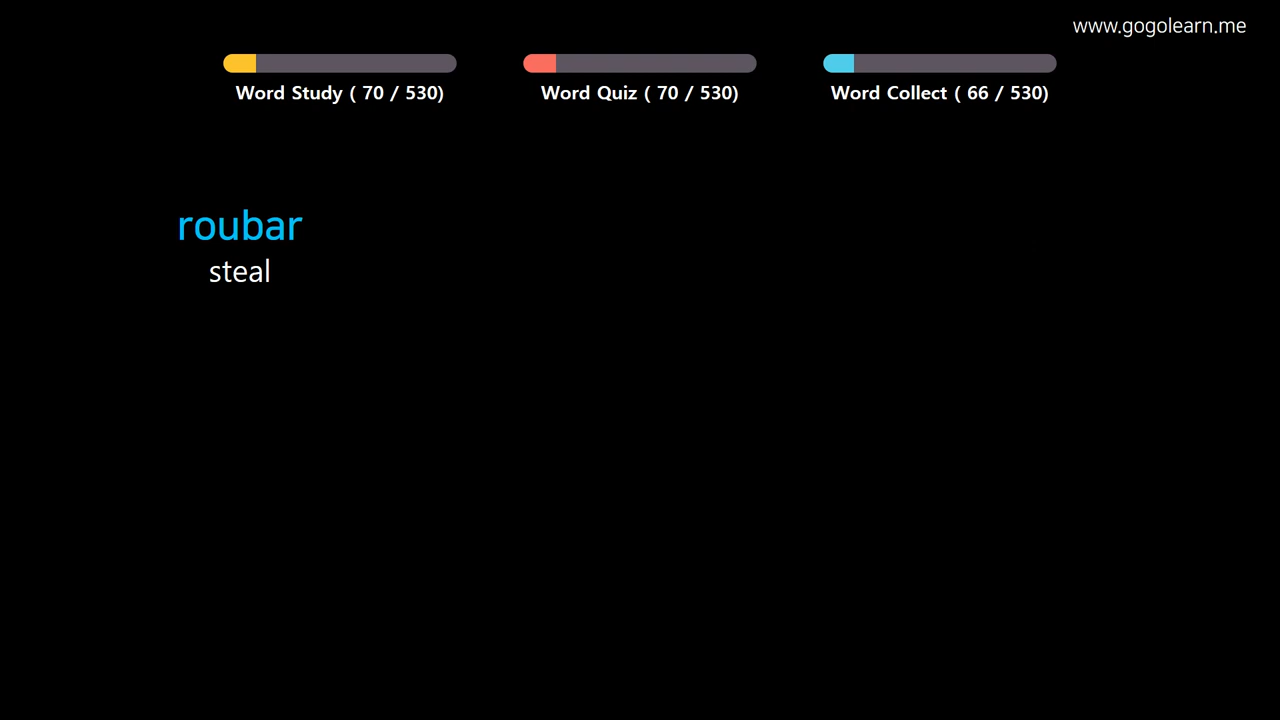 www.gogolearn.me
Word Study ( 70 / 530)
Word Quiz ( 70 / 530)
Word Collect ( 66 / 530)
roubar
steal